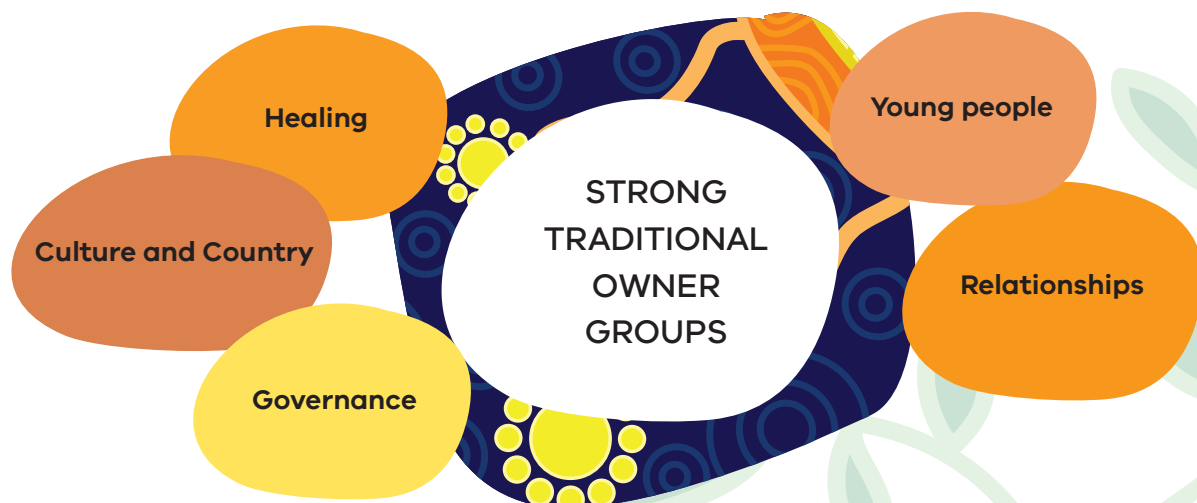 Healing
Young people
STRONG
TRADITIONAL
OWNER
GROUPS
Culture and Country
Relationships
Governance